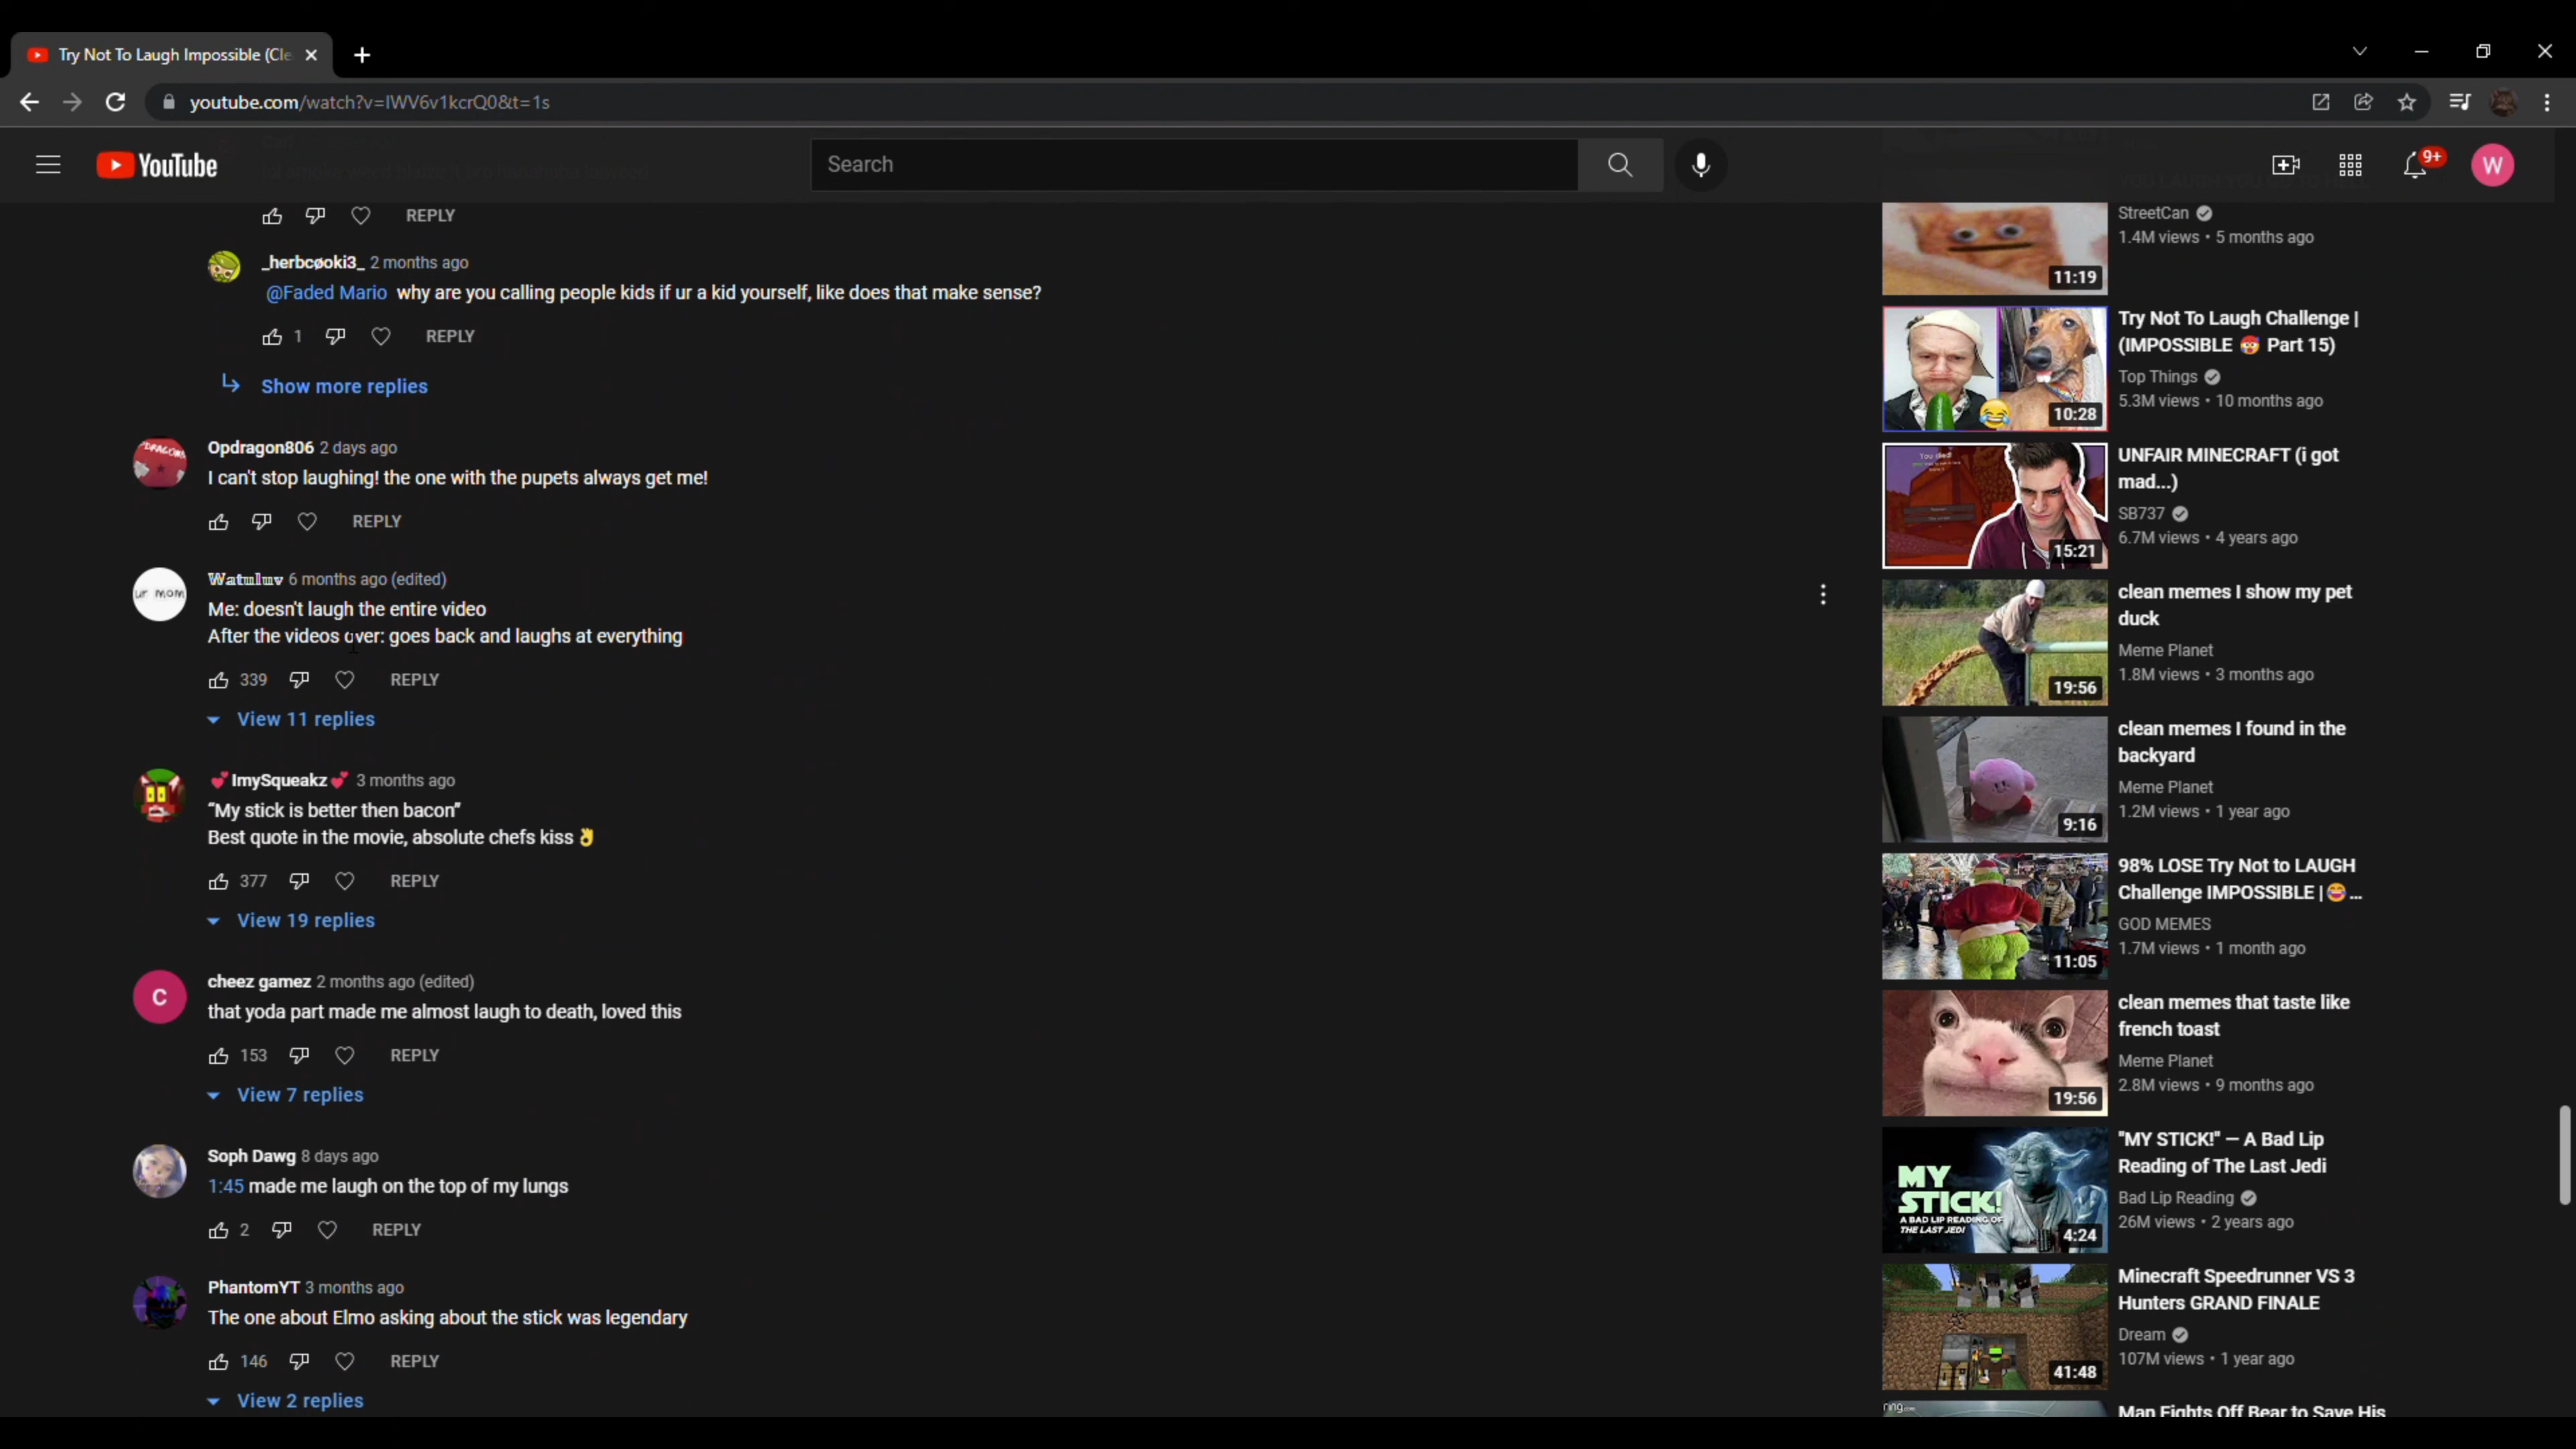 Try Not To Laugh Impossible (Cle
youtube.com/watch?v=IWV6v1kcrQ0&t=1s
YouTube
Search
9+
W
REPLY
_herbcøoki3_ 2 months ago
@Faded Mario why are you calling people kids if ur a kid yourself, like does that make sense?
1 REPLY
Show more replies
DRAGON
Opdragon806 2 days ago
I can't stop laughing! the one with the pupets always get me!
REPLY
ur mom
𝕎𝕒𝕥𝕦𝕝𝕦𝕧 6 months ago (edited)
Me: doesn't laugh the entire video
After the videos over: goes back and laughs at everything
339 REPLY
View 11 replies
💕ImySqueakz💕 3 months ago
“My stick is better then bacon”
Best quote in the movie, absolute chefs kiss👌
377 REPLY
View 19 replies
C
cheez gamez 2 months ago (edited)
that yoda part made me almost laugh to death, loved this
153 REPLY
View 7 replies
Soph Dawg 8 days ago
1:45 made me laugh on the top of my lungs
2 REPLY
PhantomYT 3 months ago
The one about Elmo asking about the stick was legendary
146 REPLY
View 2 replies
StreetCan
1.4M views • 5 months ago
11:19
Try Not To Laugh Challenge |
(IMPOSSIBLE 🤯 Part 15)
Top Things
5.3M views • 10 months ago
10:28
You died!
UNFAIR MINECRAFT (i got
mad...)
SB737
6.7M views • 4 years ago
15:21
clean memes I show my pet
duck
Meme Planet
1.8M views • 3 months ago
19:56
clean memes I found in the
backyard
Meme Planet
1.2M views • 1 year ago
9:16
98% LOSE Try Not to LAUGH
Challenge IMPOSSIBLE | 😂 ...
GOD MEMES
1.7M views • 1 month ago
11:05
clean memes that taste like
french toast
Meme Planet
2.8M views • 9 months ago
19:56
MY
STICK!
A BAD LIP READING OF
THE LAST JEDI
"MY STICK!" — A Bad Lip
Reading of The Last Jedi
Bad Lip Reading
26M views • 2 years ago
4:24
Minecraft Speedrunner VS 3
Hunters GRAND FINALE
Dream
107M views • 1 year ago
41:48
ring.com
Man Fights Off Bear to Save His